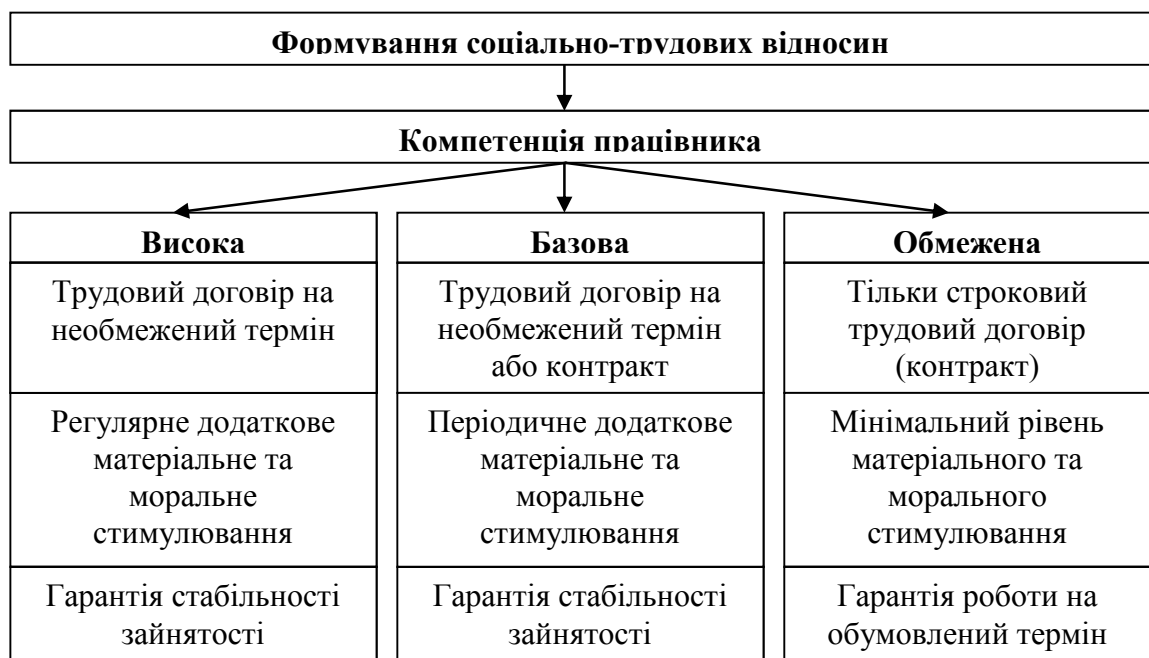 Формування соціально-трудових відносин
Компетенція працівника
Висока
Трудовий договір на
необмежений термін
Регулярне додаткове
матеріальне та
моральне
стимулювання
Гарантія стабільності
зайнятості
Базова
Трудовий договір на
необмежений термін
або контракт
Періодичне додаткове
матеріальне та
моральне
стимулювання
Гарантія стабільності
зайнятості
Обмежена
Тільки строковий
трудовий договір
(контракт)
Мінімальний рівень
матеріального та
морального
стимулювання
Гарантія роботи на
обумовлений термін